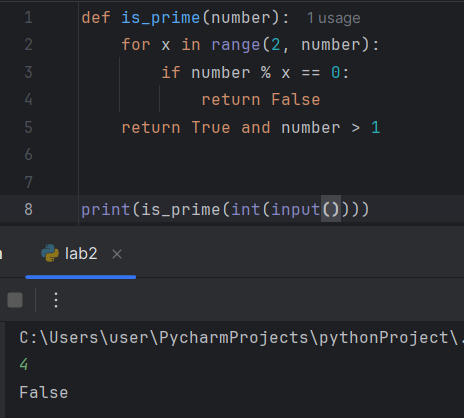 1 def is_prime(number): 1 usage
2 for x in range(2, number):
3 if number % x == 0:
4 return False
5 return True and number > 1
6
7
8 print(is_prime(int(input())))
lab2 ×
C:\Users\user\PycharmProjects\pythonProject\.
4
False